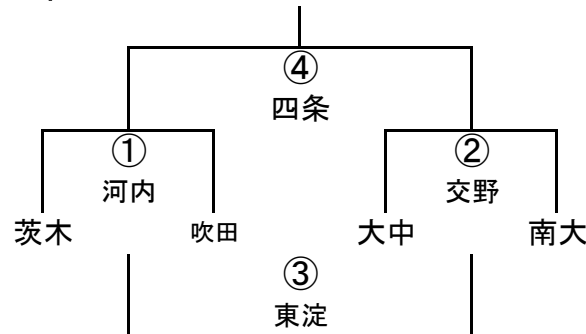 ④
四条
① ②
河内 交野
茨木 吹田 大中 南大
③
東淀